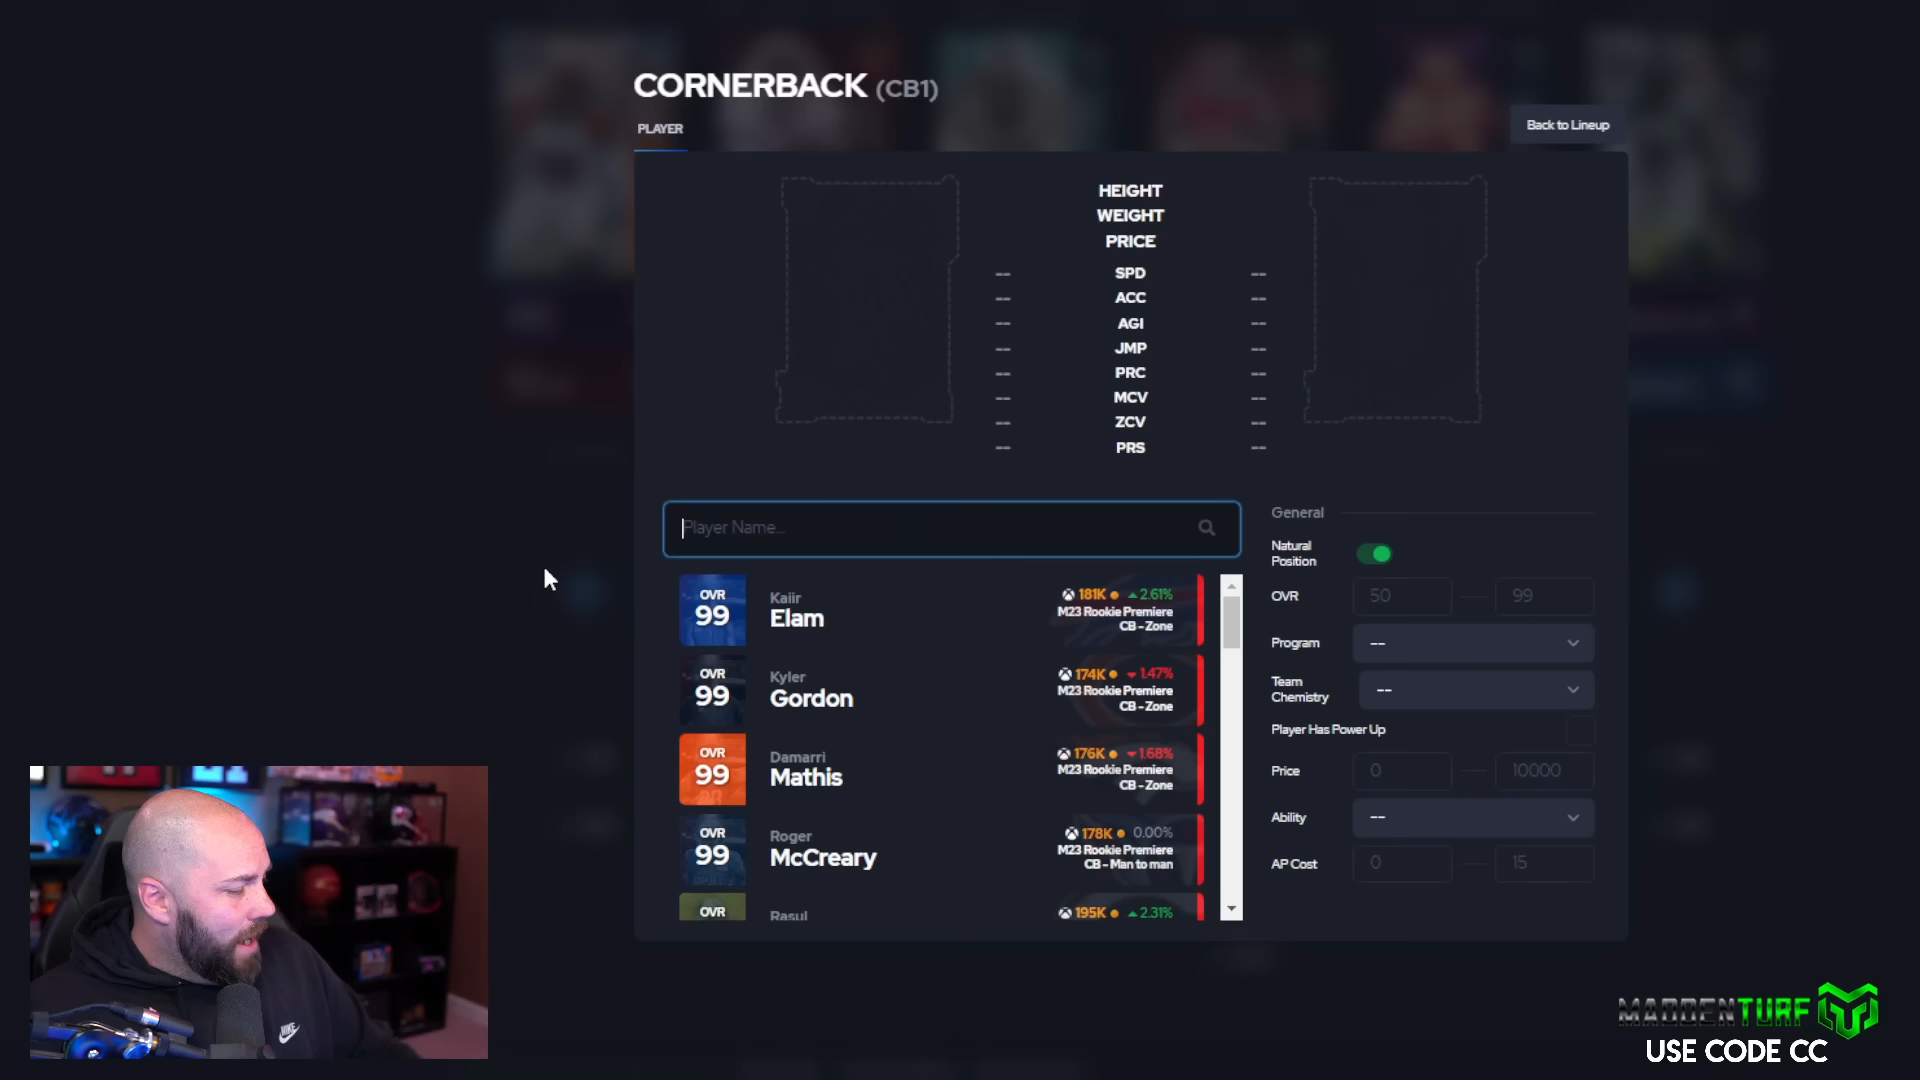 CORNERBACK (CB1)
PLAYER
Back to Lineup
HEIGHT
WEIGHT
PRICE
-- SPD --
-- ACC --
-- AGI --
-- JMP --
-- PRC --
-- MCV --
-- ZCV --
-- PRS --
Player Name...
OVR
99
Kaiir
Elam
181K 2.61%
M23 Rookie Premiere
CB - Zone
OVR
99
Kyler
Gordon
174K 1.47%
M23 Rookie Premiere
CB - Zone
OVR
99
Damarri
Mathis
176K 1.68%
M23 Rookie Premiere
CB - Zone
OVR
99
Roger
McCreary
178K 0.00%
M23 Rookie Premiere
CB - Man to man
OVR
Rasul
195K 2.31%
General
Natural
Position
OVR 50 99
Program --
Team
Chemistry --
Player Has Power Up
Price 0 10000
Ability --
AP Cost 0 15
MADDENTURF
USE CODE CC